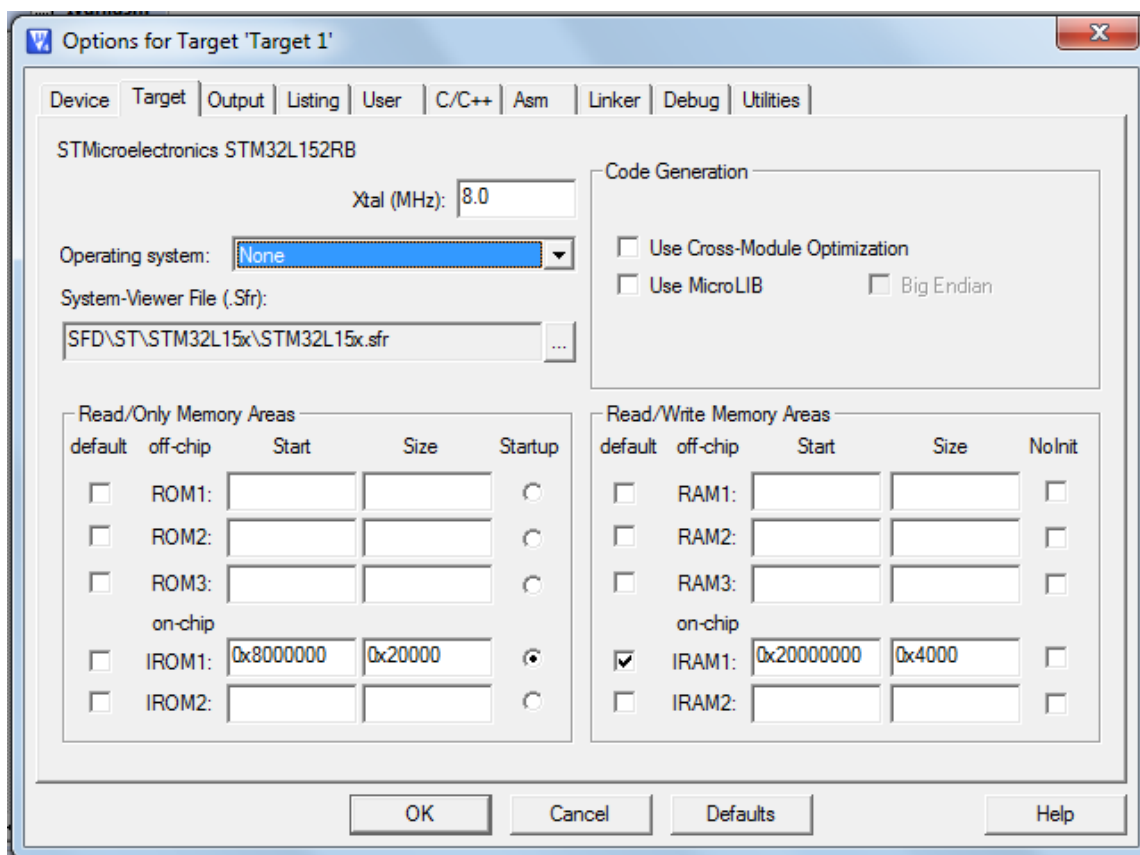 Options for Target 'Target 1'
Device Target Output Listing User C/C++ Asm Linker Debug Utilities
STMicroelectronics STM32L152RB
Xtal (MHz): 8.0
Operating system: None
System-Viewer File (.Sfr):
SFD\ST\STM32L15x\STM32L15x.sfr ...
Code Generation
Use Cross-Module Optimization
Use MicroLIB Big Endian
Read/Only Memory Areas
default off-chip Start Size Startup
ROM1:
ROM2:
ROM3:
on-chip
IROM1: 0x8000000 0x20000
IROM2:
Read/Write Memory Areas
default off-chip Start Size NoInit
RAM1:
RAM2:
RAM3:
on-chip
IRAM1: 0x20000000 0x4000
IRAM2:
OK Cancel Defaults Help